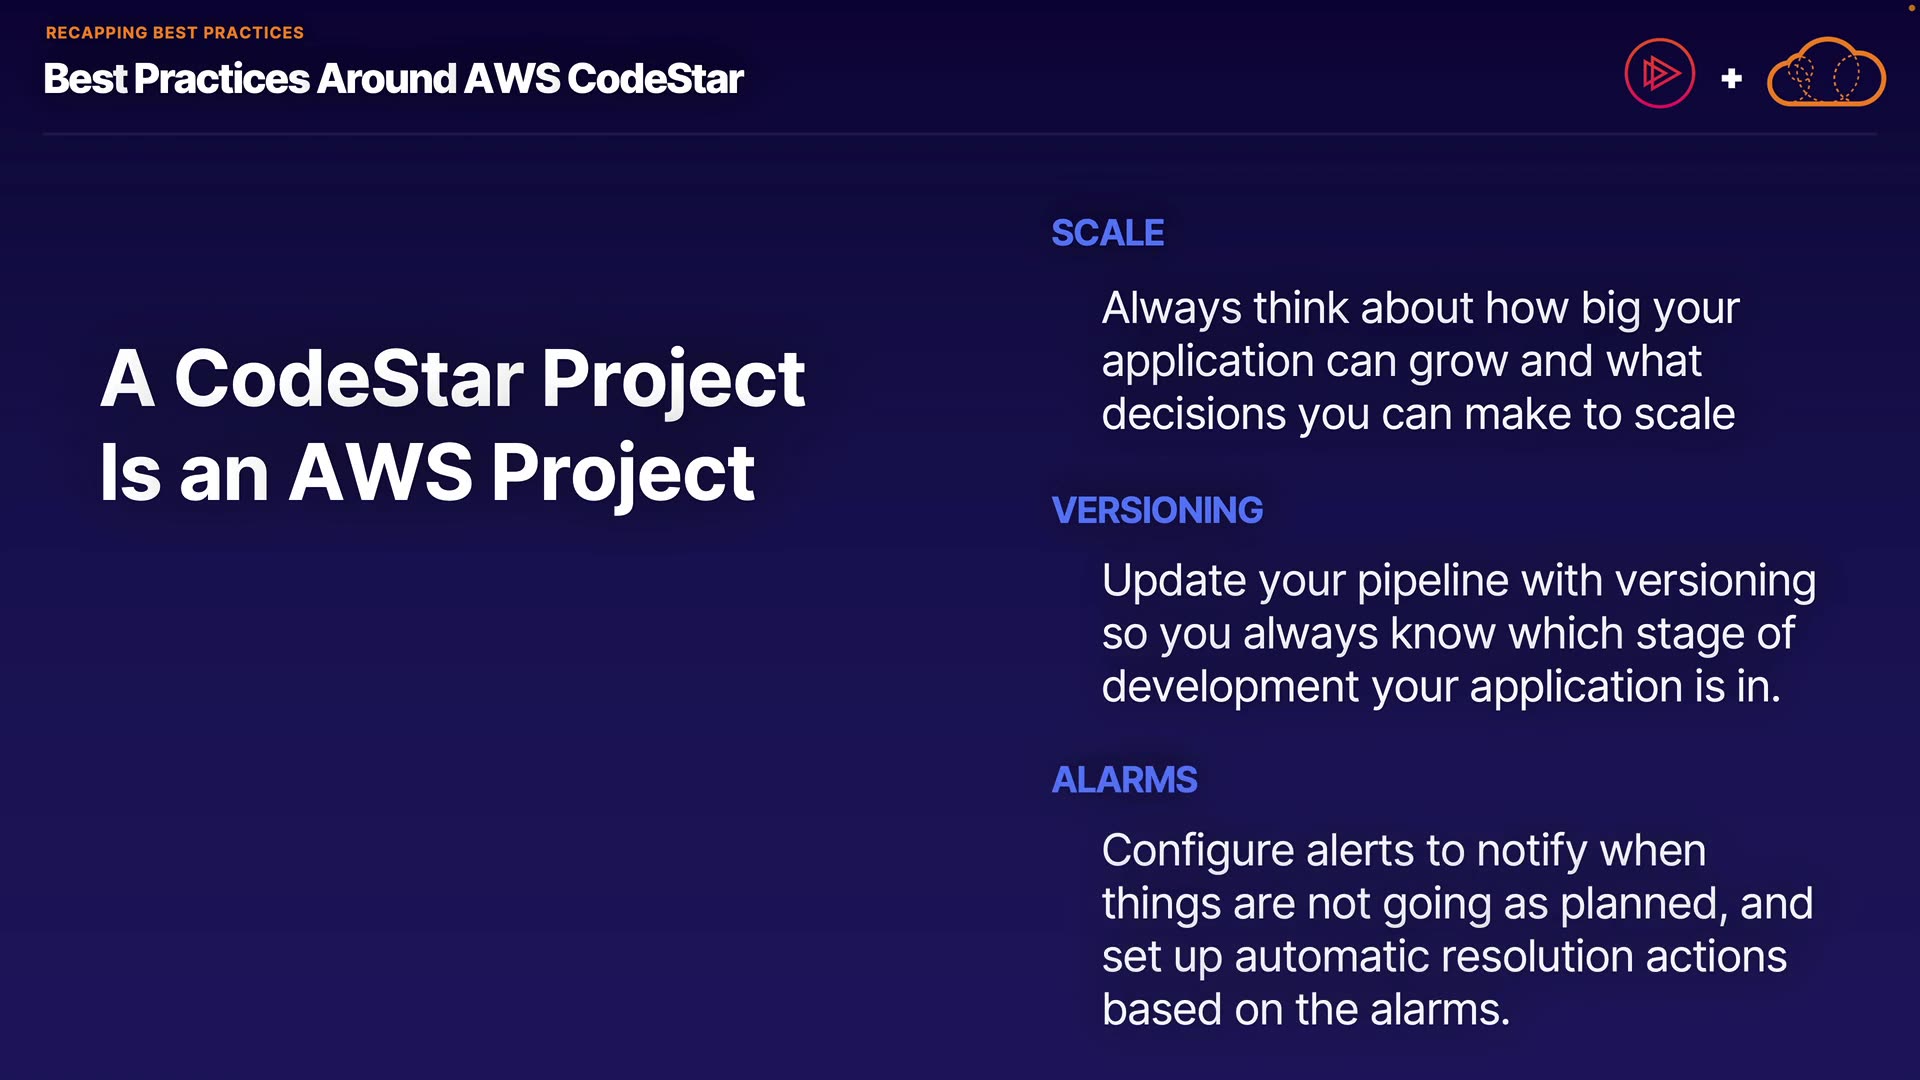 RECAPPING BEST PRACTICES
Best Practices Around AWS CodeStar
+
A CodeStar Project
Is an AWS Project
SCALE
Always think about how big your
application can grow and what
decisions you can make to scale
VERSIONING
Update your pipeline with versioning
so you always know which stage of
development your application is in.
ALARMS
Configure alerts to notify when
things are not going as planned, and
set up automatic resolution actions
based on the alarms.